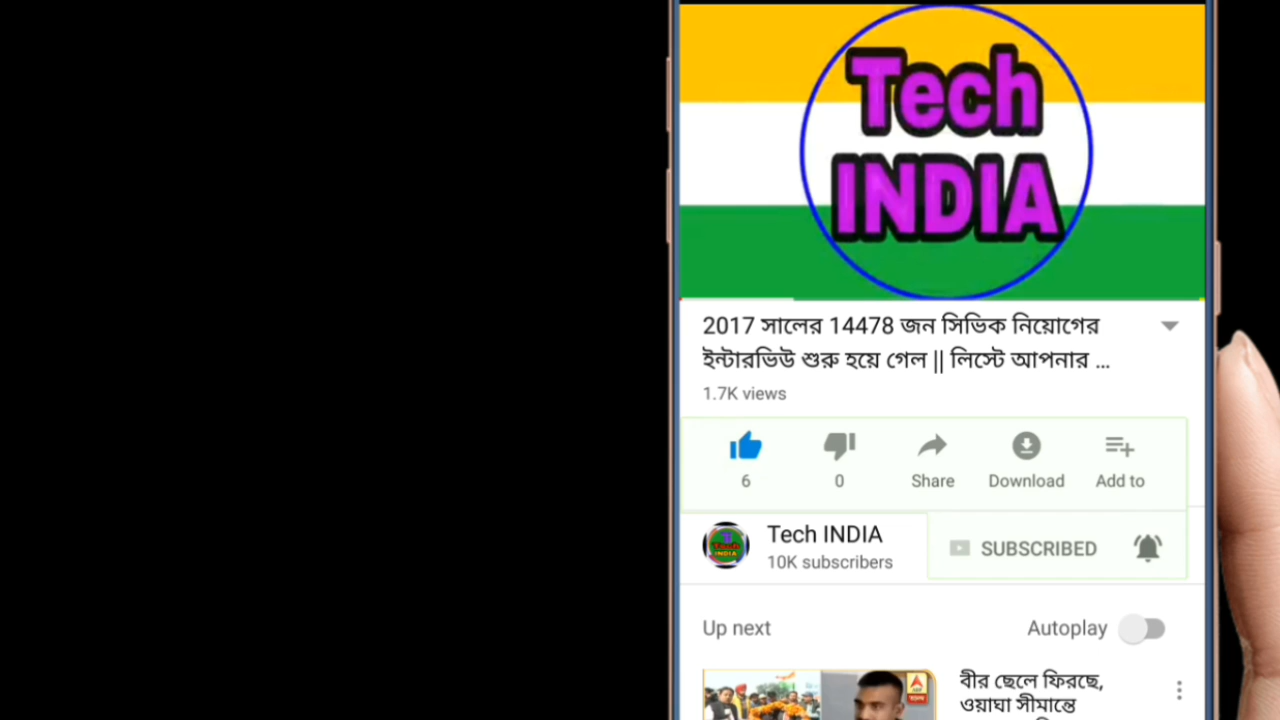 Tech
INDIA
2017 সালের 14478 জন সিভিক নিয়োগের
ইন্টারভিউ শুরু হয়ে গেল || লিস্টে আপনার ...
1.7K views
6
0
Share
Download
Add to
Tech INDIA
10K subscribers
SUBSCRIBED
Up next
Autoplay
বীর ছেলে ফিরছে,
ওয়াঘা সীমান্তে